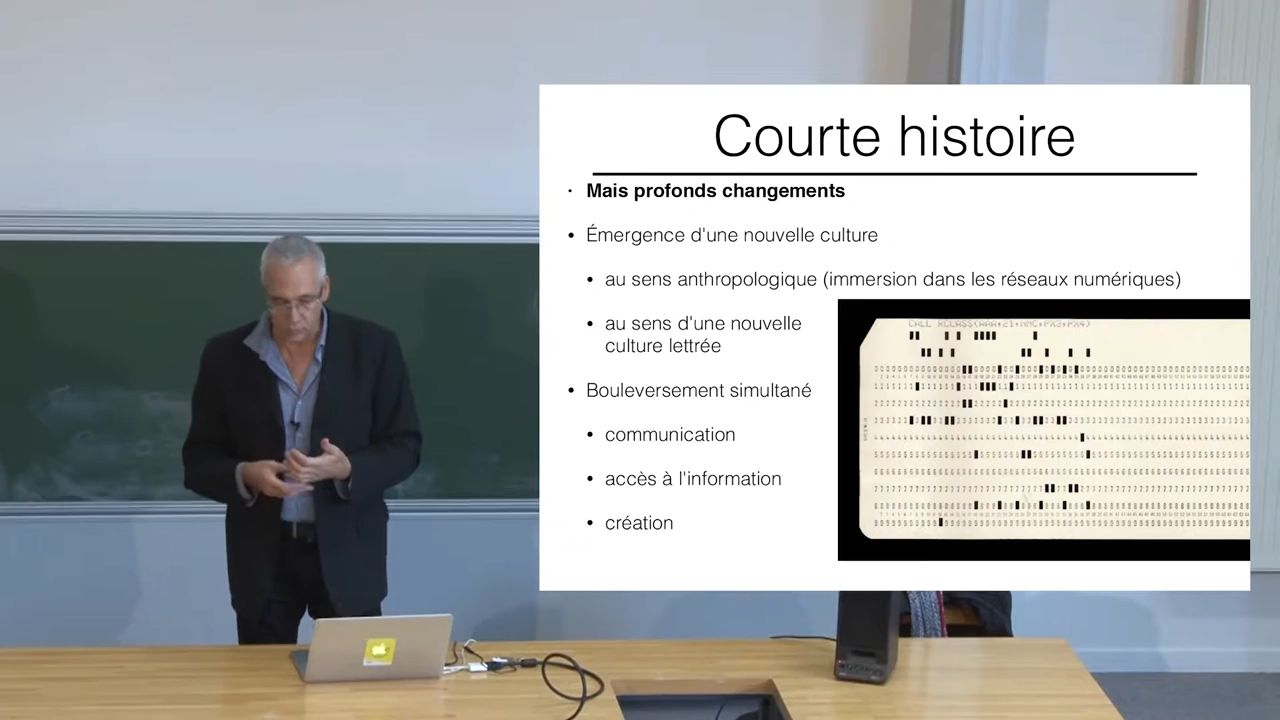 Courte histoire
Mais profonds changements
Émergence d'une nouvelle culture
au sens anthropologique (immersion dans les réseaux numériques)
au sens d'une nouvelle
culture lettrée
Bouleversement simultané
communication
accès à l'information
création